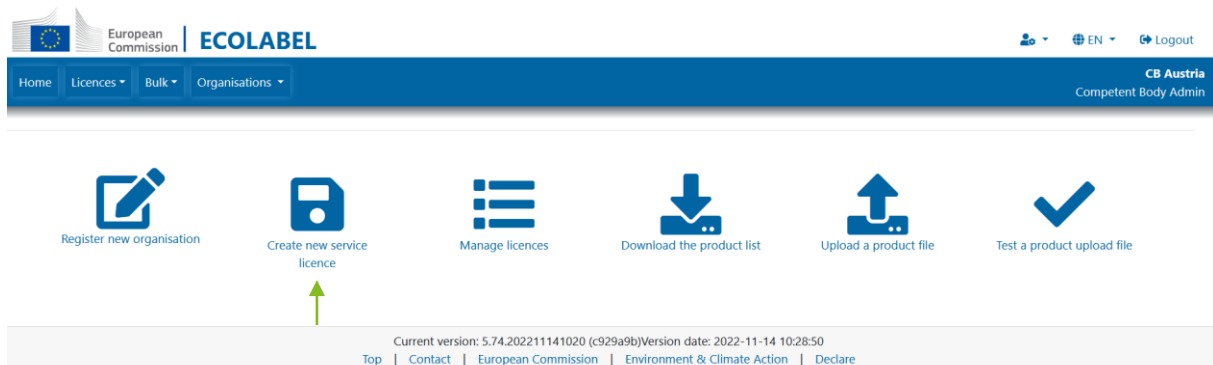 European
Commission
ECOLABEL
EN
Logout
Home Licences Bulk Organisations
CB Austria
Competent Body Admin
Register new organisation
Create new service
licence
Manage licences
Download the product list
Upload a product file
Test a product upload file
Current version: 5.74.202211141020 (c929a9b)Version date: 2022-11-14 10:28:50
Top | Contact | European Commission | Environment & Climate Action | Declare